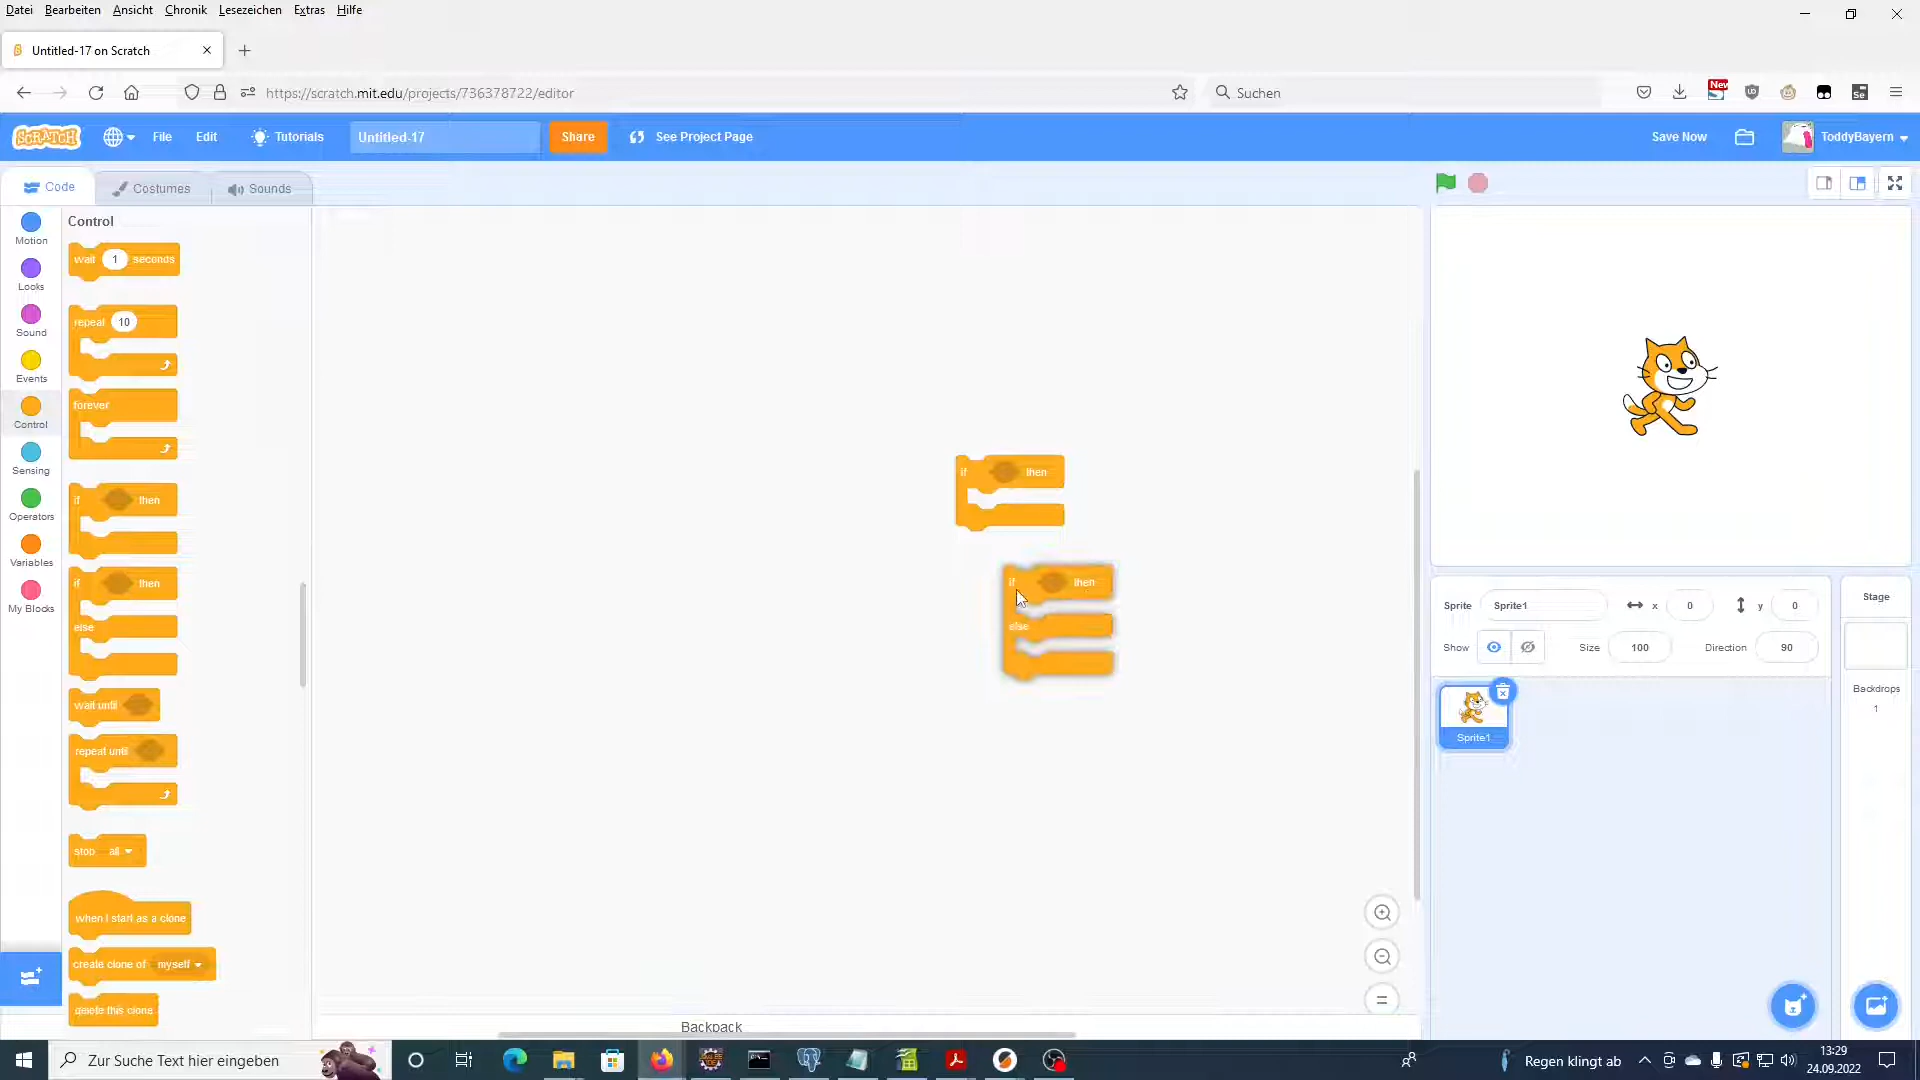 Datei Bearbeiten Ansicht Chronik Lesezeichen Extras Hilfe
Untitled-17 on Scratch
https://scratch.mit.edu/projects/736378722/editor
Suchen
New
Se
SCRATCH
File
Edit
Tutorials
Untitled-17
Share
See Project Page
Save Now
ToddyBayern
Code
Costumes
Sounds
Motion
Looks
Sound
Events
Control
Sensing
Operators
Variables
My Blocks
Control
wait 1 seconds
repeat 10
forever
if then
if then
else
wait until
repeat until
stop all
when I start as a clone
create clone of myself
delete this clone
if then
if then
else
Backpack
Sprite Sprite1 x 0 y 0
Show Size 100 Direction 90
Sprite1
Stage
Backdrops
1
Zur Suche Text hier eingeben
Regen klingt ab
13:29
24.09.2022